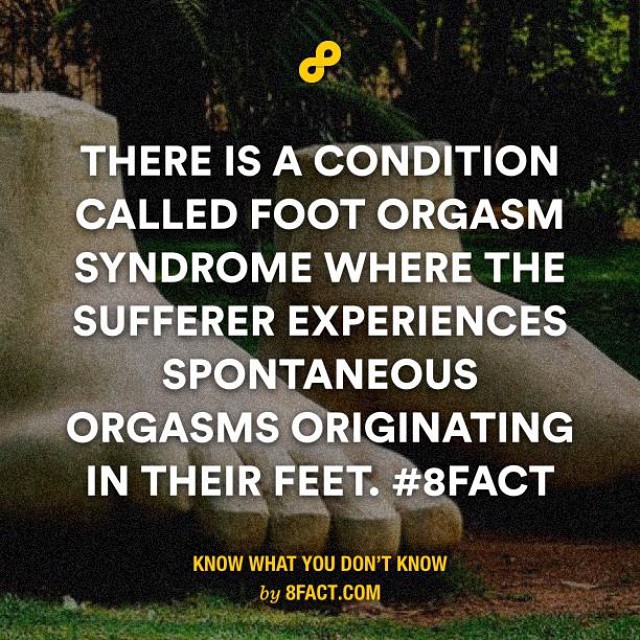 THERE IS A CONDITION
CALLED FOOT ORGASM
SYNDROME WHERE THE
SUFFERER EXPERIENCES
SPONTANEOUS
ORGASMS ORIGINATING
IN THEIR FEET. #8FACT
KNOW WHAT YOU DON'T KNOW
by 8FACT.COM